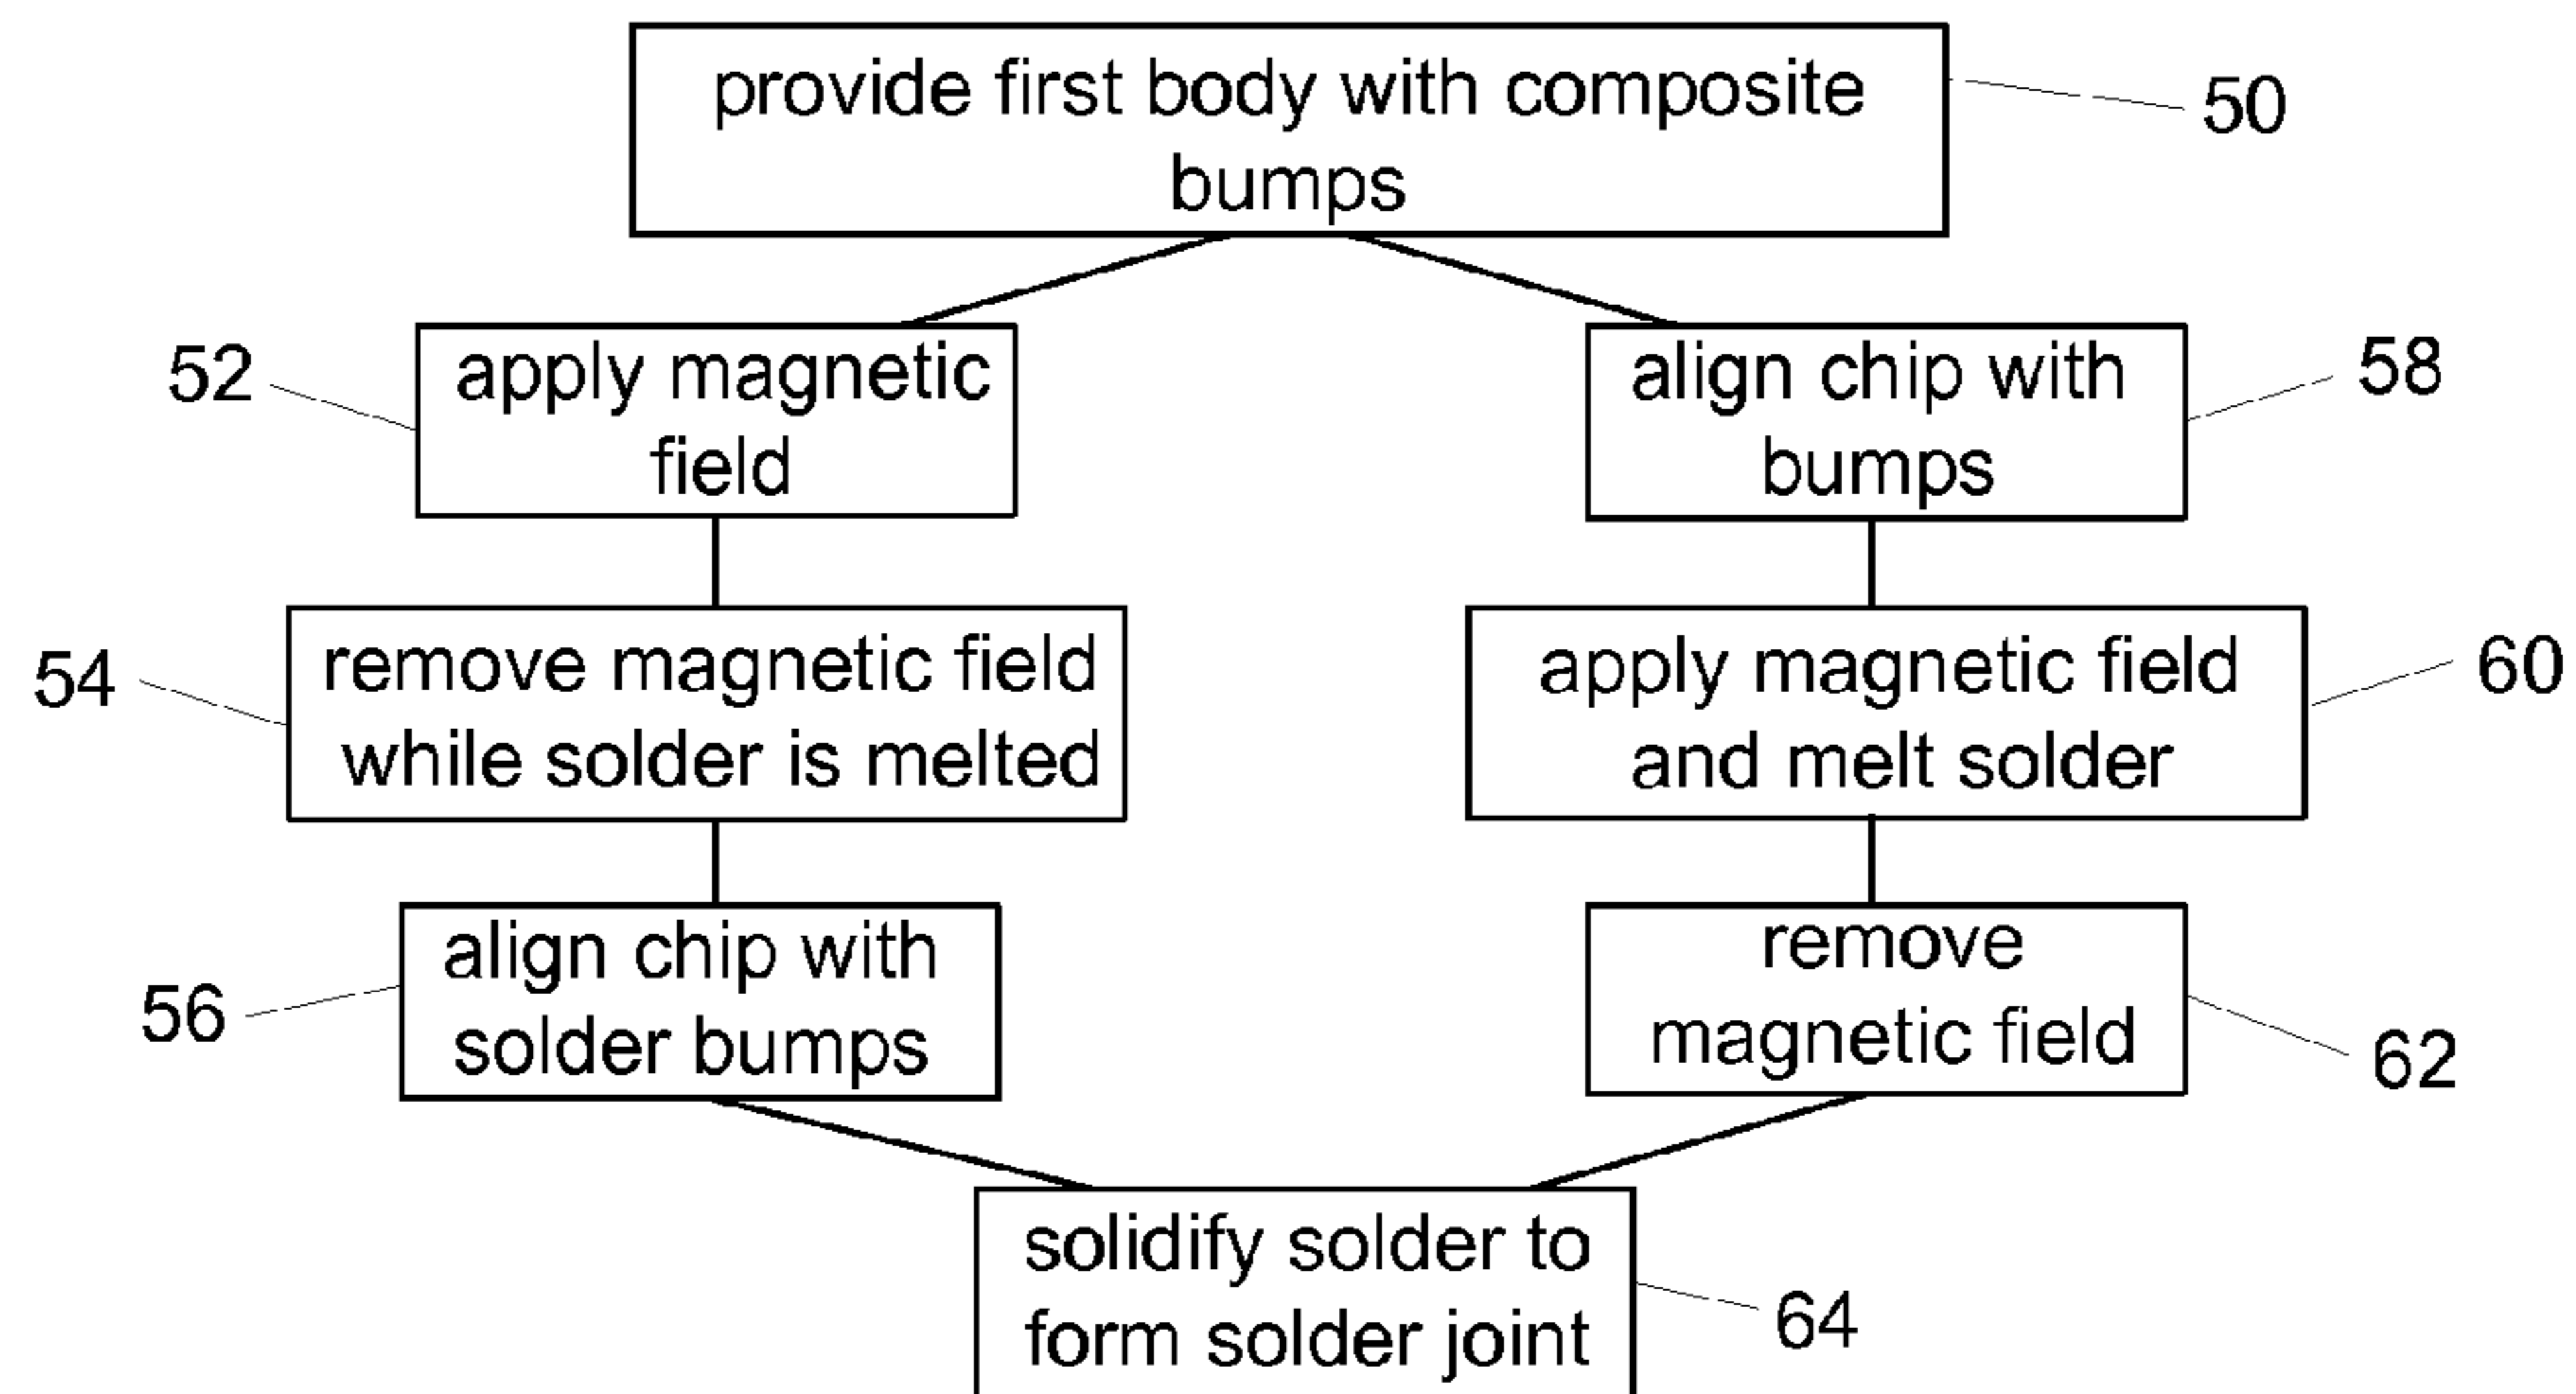 provide first body with composite
bumps
50
52
apply magnetic
field
align chip with
bumps
58
54
remove magnetic field
while solder is melted
apply magnetic field
and melt solder
60
56
align chip with
solder bumps
remove
magnetic field
62
solidify solder to
form solder joint
64